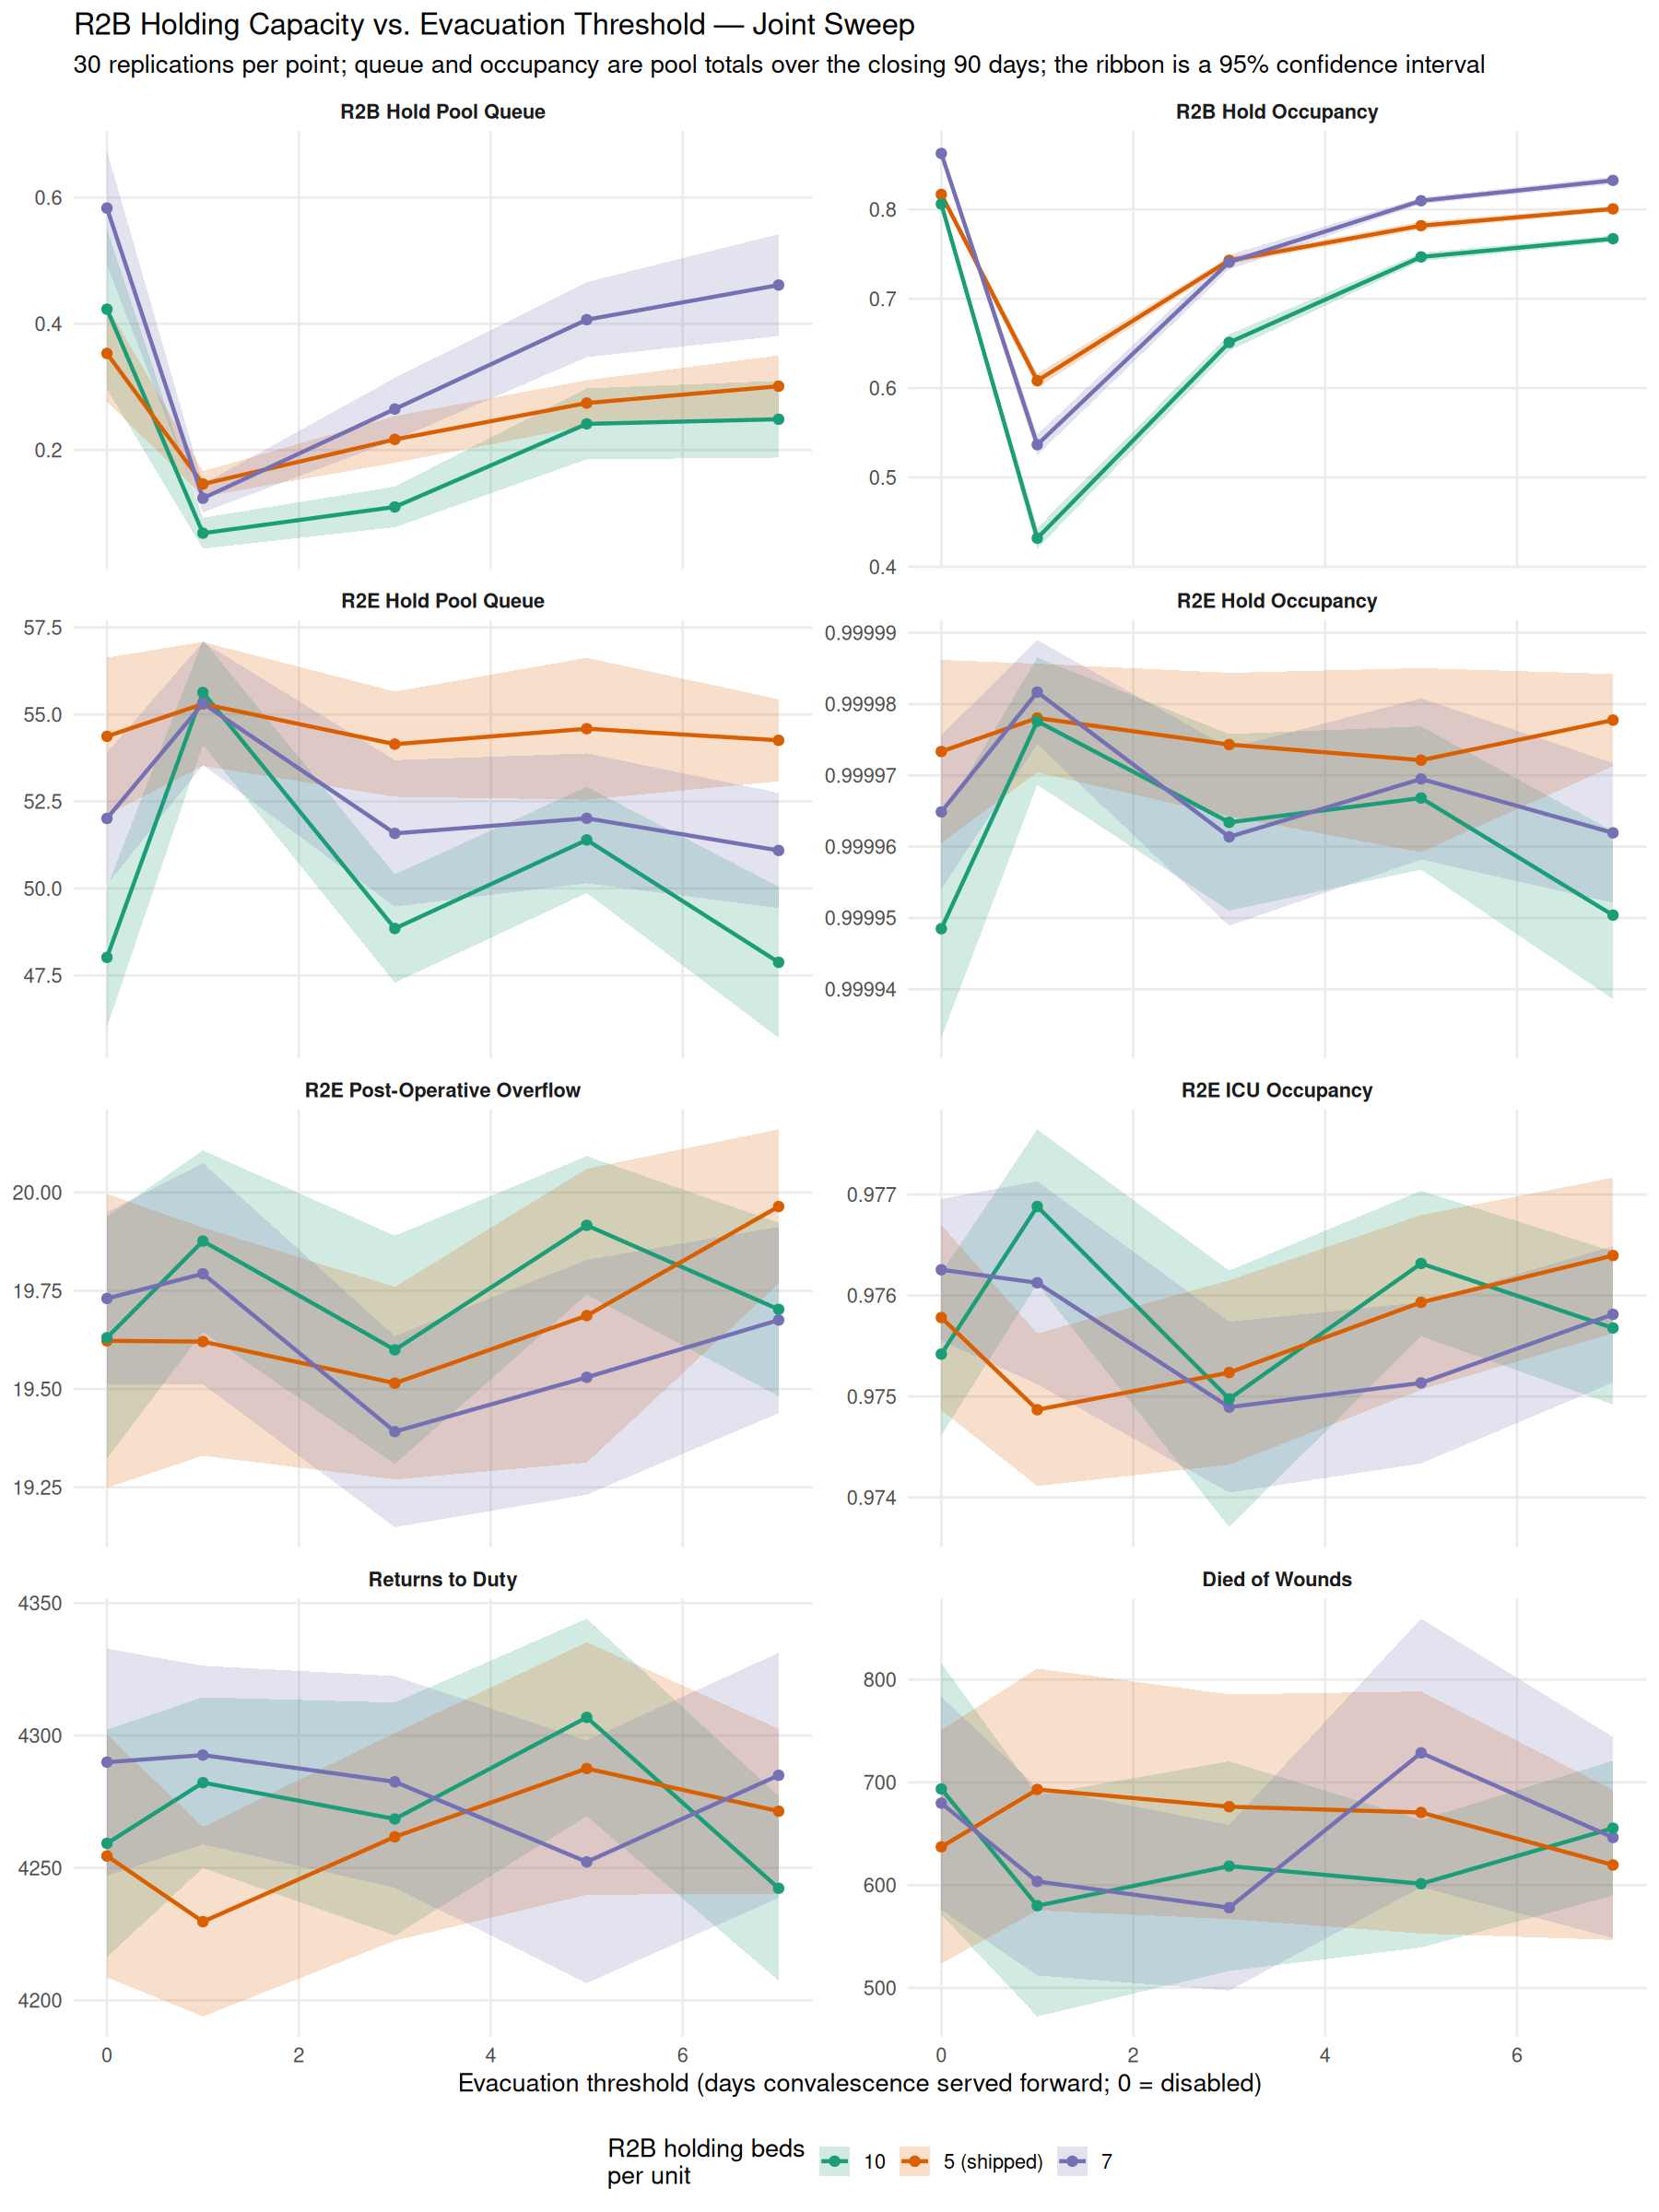 R2B Holding Capacity vs. Evacuation Threshold — Joint Sweep
30 replications per point; queue and occupancy are pool totals over the closing 90 days; the ribbon is a 95% confidence interval
R2B Hold Pool Queue
0.6
0.4
0.2
R2B Hold Occupancy
0.8
0.7
0.6
0.5
0.4
R2E Hold Pool Queue
57.5
55.0
52.5
50.0
47.5
R2E Hold Occupancy
0.99999
0.99998
0.99997
0.99996
0.99995
0.99994
R2E Post-Operative Overflow
20.00
19.75
19.50
19.25
R2E ICU Occupancy
0.977
0.976
0.975
0.974
Returns to Duty
4350
4300
4250
4200
0 2 4 6
Died of Wounds
800
700
600
500
0 2 4 6
Evacuation threshold (days convalescence served forward; 0 = disabled)
R2B holding beds
per unit
10 5 (shipped) 7